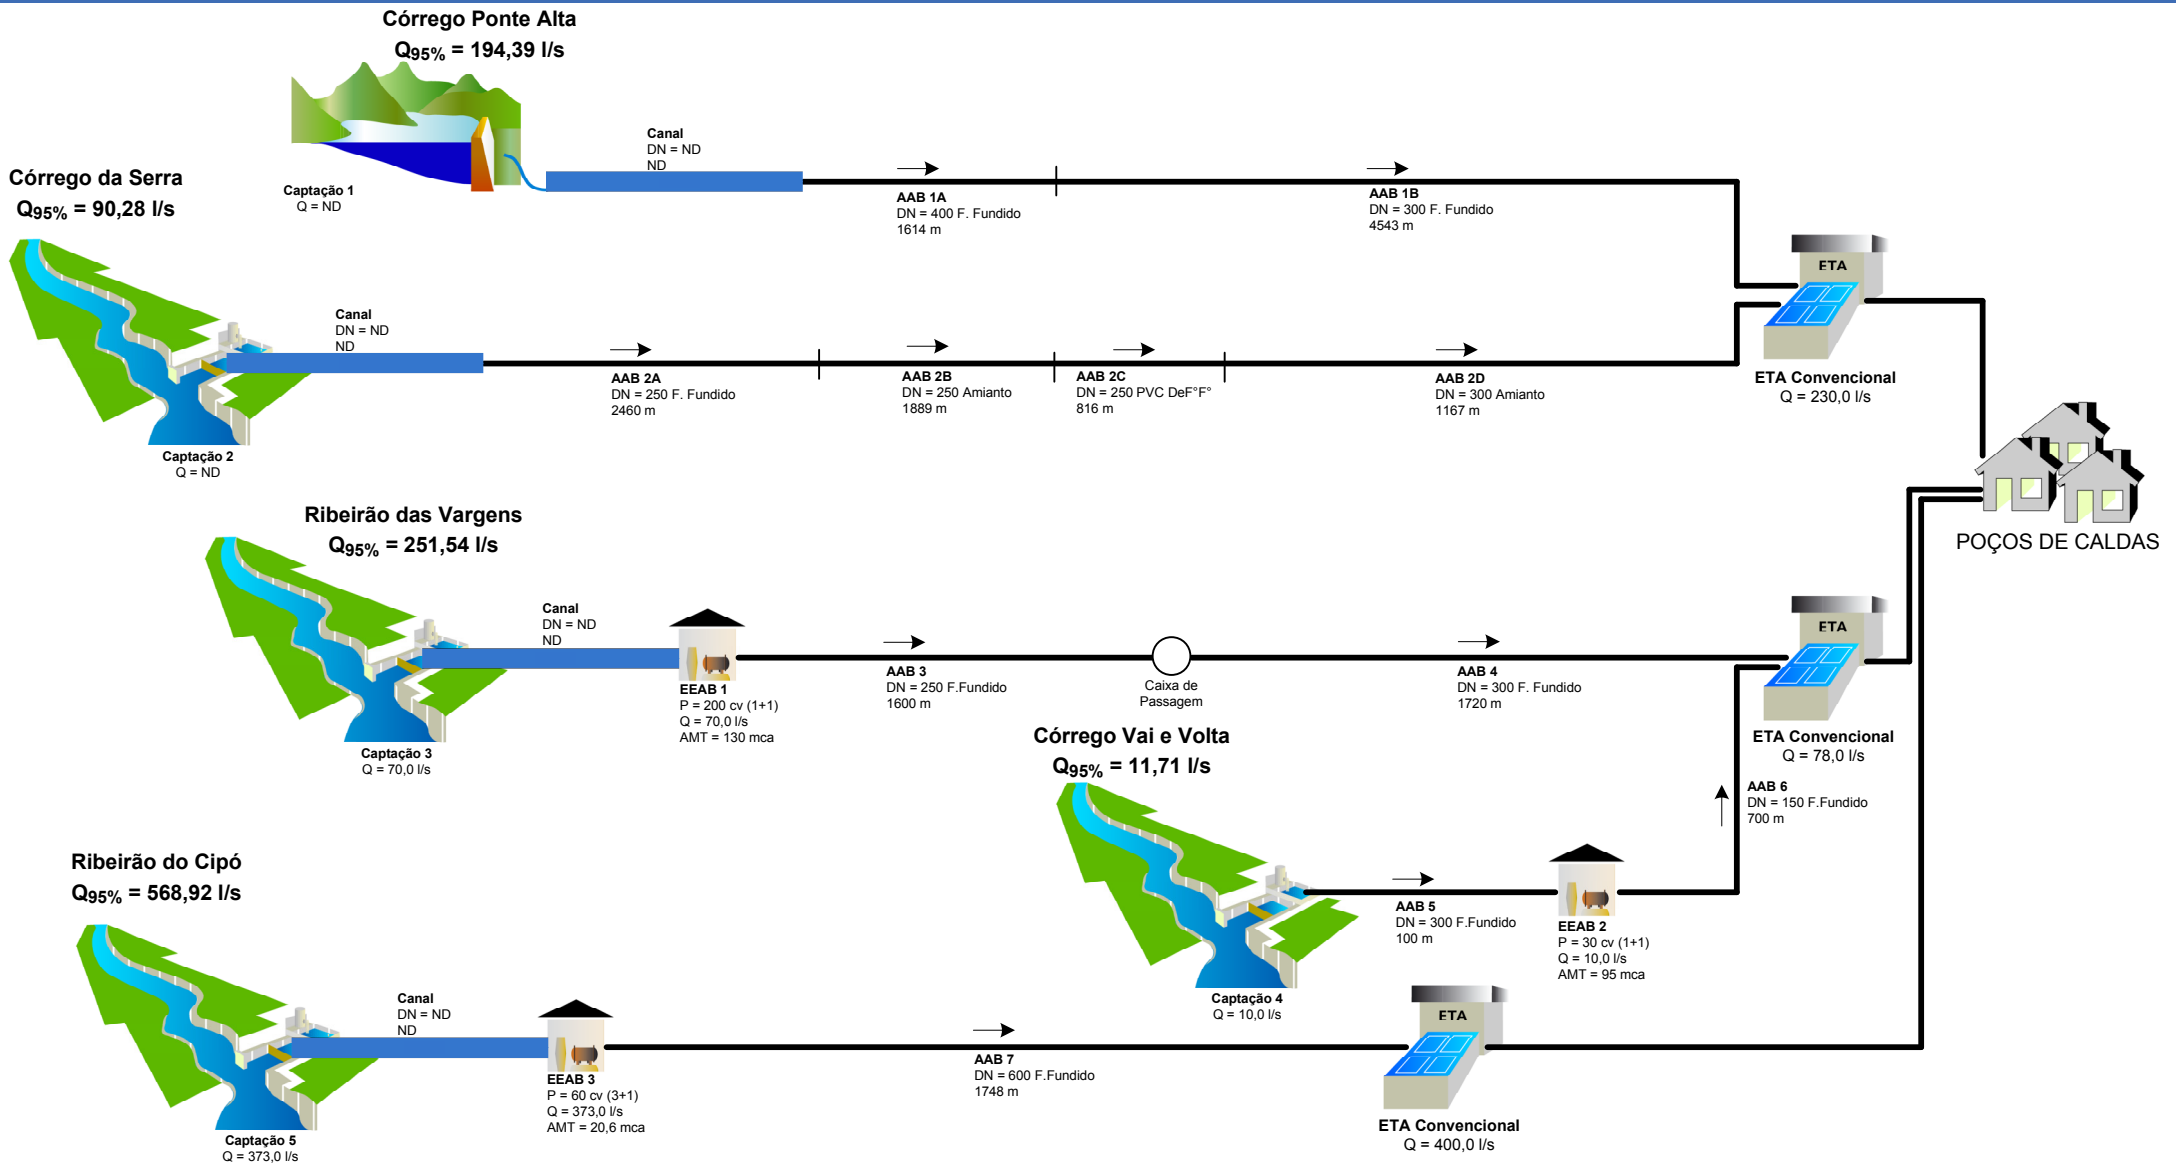 Córrego Ponte Alta
Q95% = 194,39 l/s
Captação 1
Q = ND
Canal
DN = ND
ND
AAB 1A
DN = 400 F. Fundido
1614 m
AAB 1B
DN = 300 F. Fundido
4543 m
Córrego da Serra
Q95% = 90,28 l/s
Captação 2
Q = ND
Canal
DN = ND
ND
AAB 2A
DN = 250 F. Fundido
2460 m
AAB 2B
DN = 250 Amianto
1889 m
AAB 2C
DN = 250 PVC DeF°F°
816 m
AAB 2D
DN = 300 Amianto
1167 m
ETA
ETA Convencional
Q = 230,0 l/s
POÇOS DE CALDAS
Ribeirão das Vargens
Q95% = 251,54 l/s
Captação 3
Q = 70,0 l/s
Canal
DN = ND
ND
EEAB 1
P = 200 cv (1+1)
Q = 70,0 l/s
AMT = 130 mca
AAB 3
DN = 250 F.Fundido
1600 m
Caixa de
Passagem
AAB 4
DN = 300 F. Fundido
1720 m
ETA
ETA Convencional
Q = 78,0 l/s
Córrego Vai e Volta
Q95% = 11,71 l/s
Captação 4
Q = 10,0 l/s
AAB 5
DN = 300 F.Fundido
100 m
EEAB 2
P = 30 cv (1+1)
Q = 10,0 l/s
AMT = 95 mca
AAB 6
DN = 150 F.Fundido
700 m
Ribeirão do Cipó
Q95% = 568,92 l/s
Captação 5
Q = 373,0 l/s
Canal
DN = ND
ND
EEAB 3
P = 60 cv (3+1)
Q = 373,0 l/s
AMT = 20,6 mca
AAB 7
DN = 600 F.Fundido
1748 m
ETA
ETA Convencional
Q = 400,0 l/s